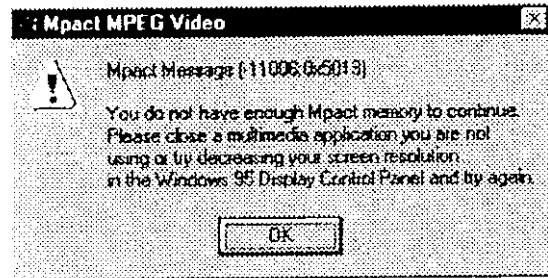 Mpact MPEG Video
Mpact Message (-11006:0x5013)
You do not have enough Mpact memory to continue.
Please close a multimedia application you are not
using or try decreasing your screen resolution
in the Windows 95 Display Control Panel and try again.
OK